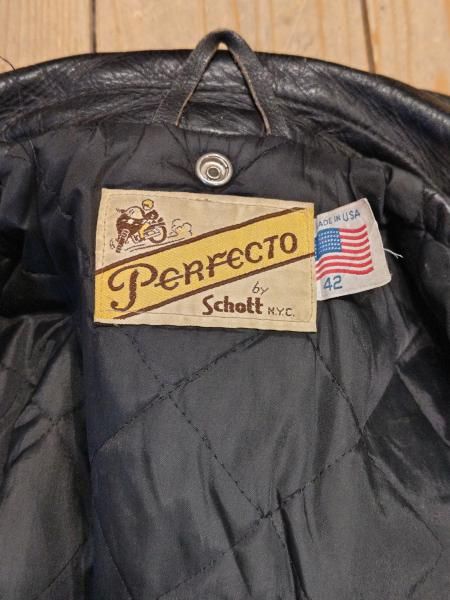 PERFECTO
by
Schott N.Y.C.
MADE IN USA
42